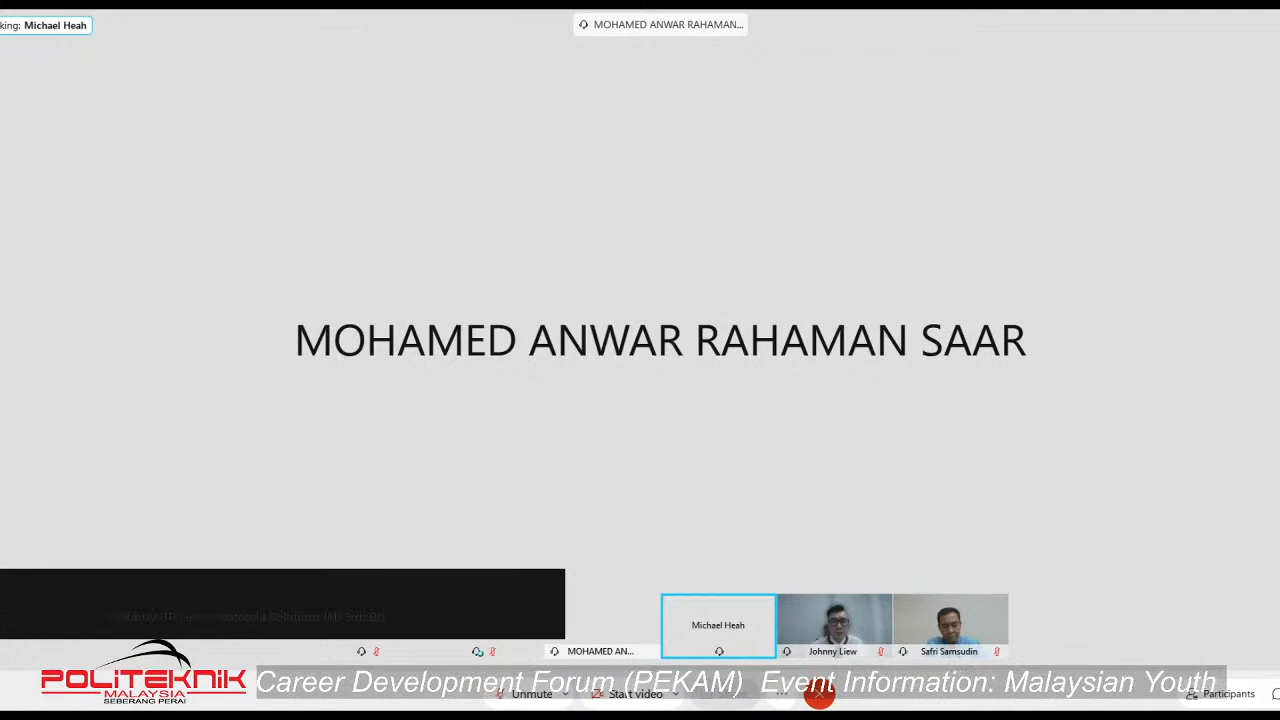 king: Michael Heah
MOHAMED ANWAR RAHAMAN...
MOHAMED ANWAR RAHAMAN SAAR
Michael Heah
MOHAMED AN...
Johnny Liew
Safri Samsudin
POLITEKNIK
MALAYSIA
SEBERANG PERAI
Career Development Forum (PEKAM) Event Information: Malaysian Youth
Unmute
Start video
Participants